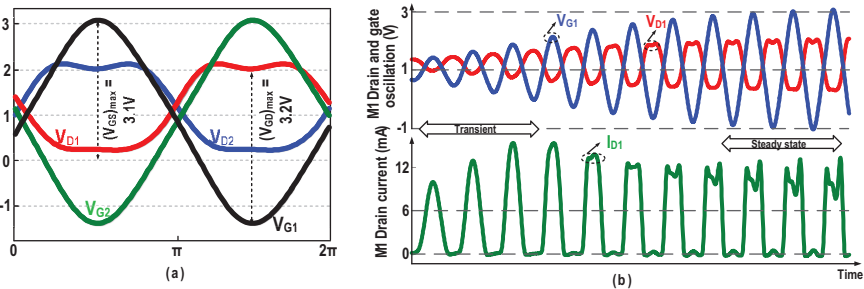 3
2
1
0
-1
(V_GS)_max = 3.1V
(V_GD)_max = 3.2V
V_D1
V_D2
V_G2
V_G1
0
π
2π
(a)
M1 Drain and gate
oscillation (V)
3
1
-1
V_G1
V_D1
Transient
Steady state
M1 Drain current (mA)
12
6
0
I_D1
Time
(b)